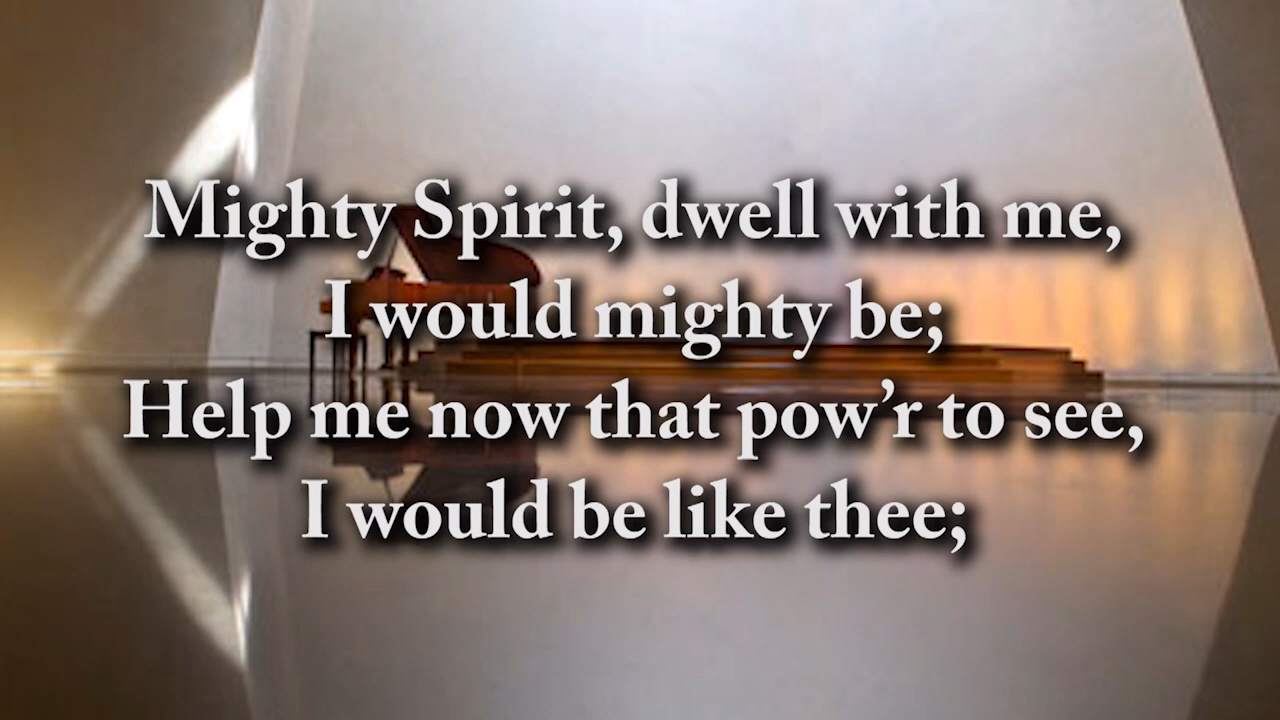 Mighty Spirit, dwell with me,
I would mighty be;
Help me now that pow’r to see,
I would be like thee;